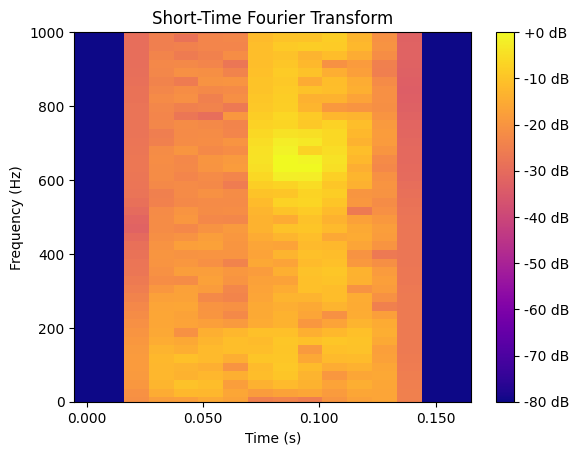 Short-Time Fourier Transform
Frequency (Hz)
1000
800
600
400
200
0
0.000
0.050
0.100
0.150
Time (s)
+0 dB
-10 dB
-20 dB
-30 dB
-40 dB
-50 dB
-60 dB
-70 dB
-80 dB